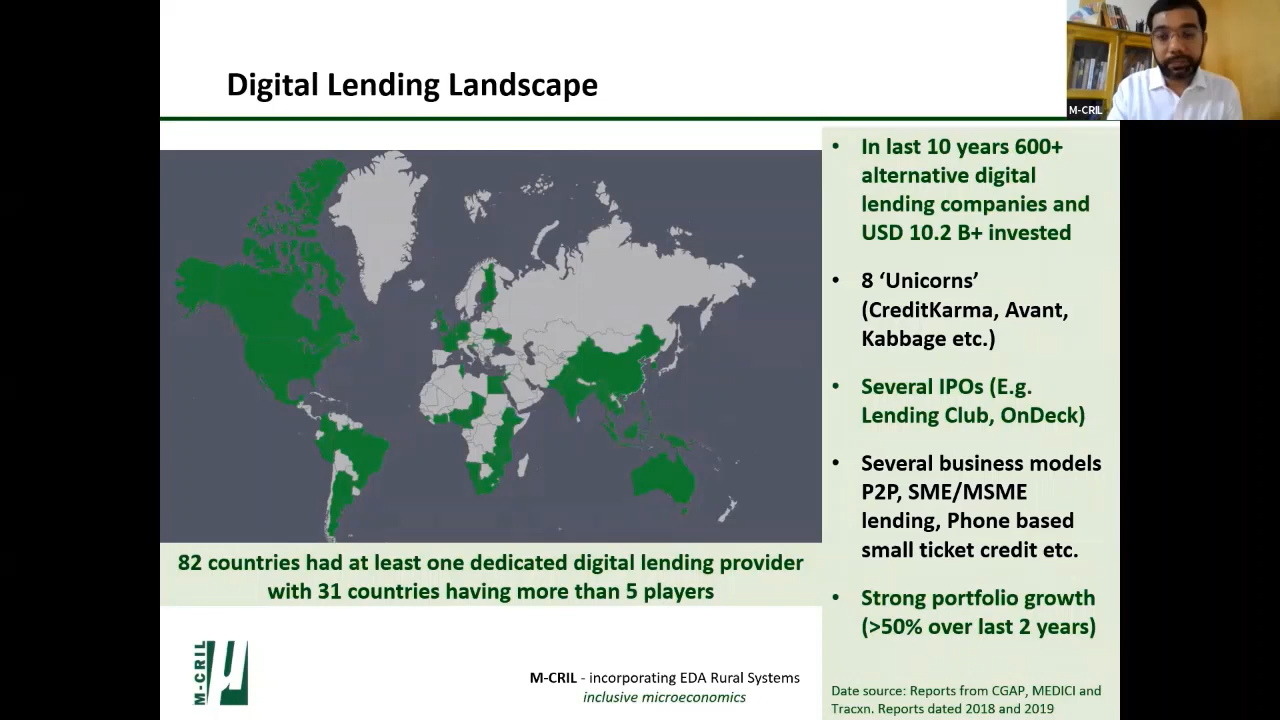 Digital Lending Landscape
M-CRIL
• In last 10 years 600+
alternative digital
lending companies and
USD 10.2 B+ invested
• 8 ‘Unicorns’
(CreditKarma, Avant,
Kabbage etc.)
• Several IPOs (E.g.
Lending Club, OnDeck)
• Several business models
P2P, SME/MSME
lending, Phone based
small ticket credit etc.
• Strong portfolio growth
(>50% over last 2 years)
82 countries had at least one dedicated digital lending provider
with 31 countries having more than 5 players
M-CRIL
µ
M-CRIL - incorporating EDA Rural Systems
inclusive microeconomics
Date source: Reports from CGAP, MEDICI and
Tracxn. Reports dated 2018 and 2019